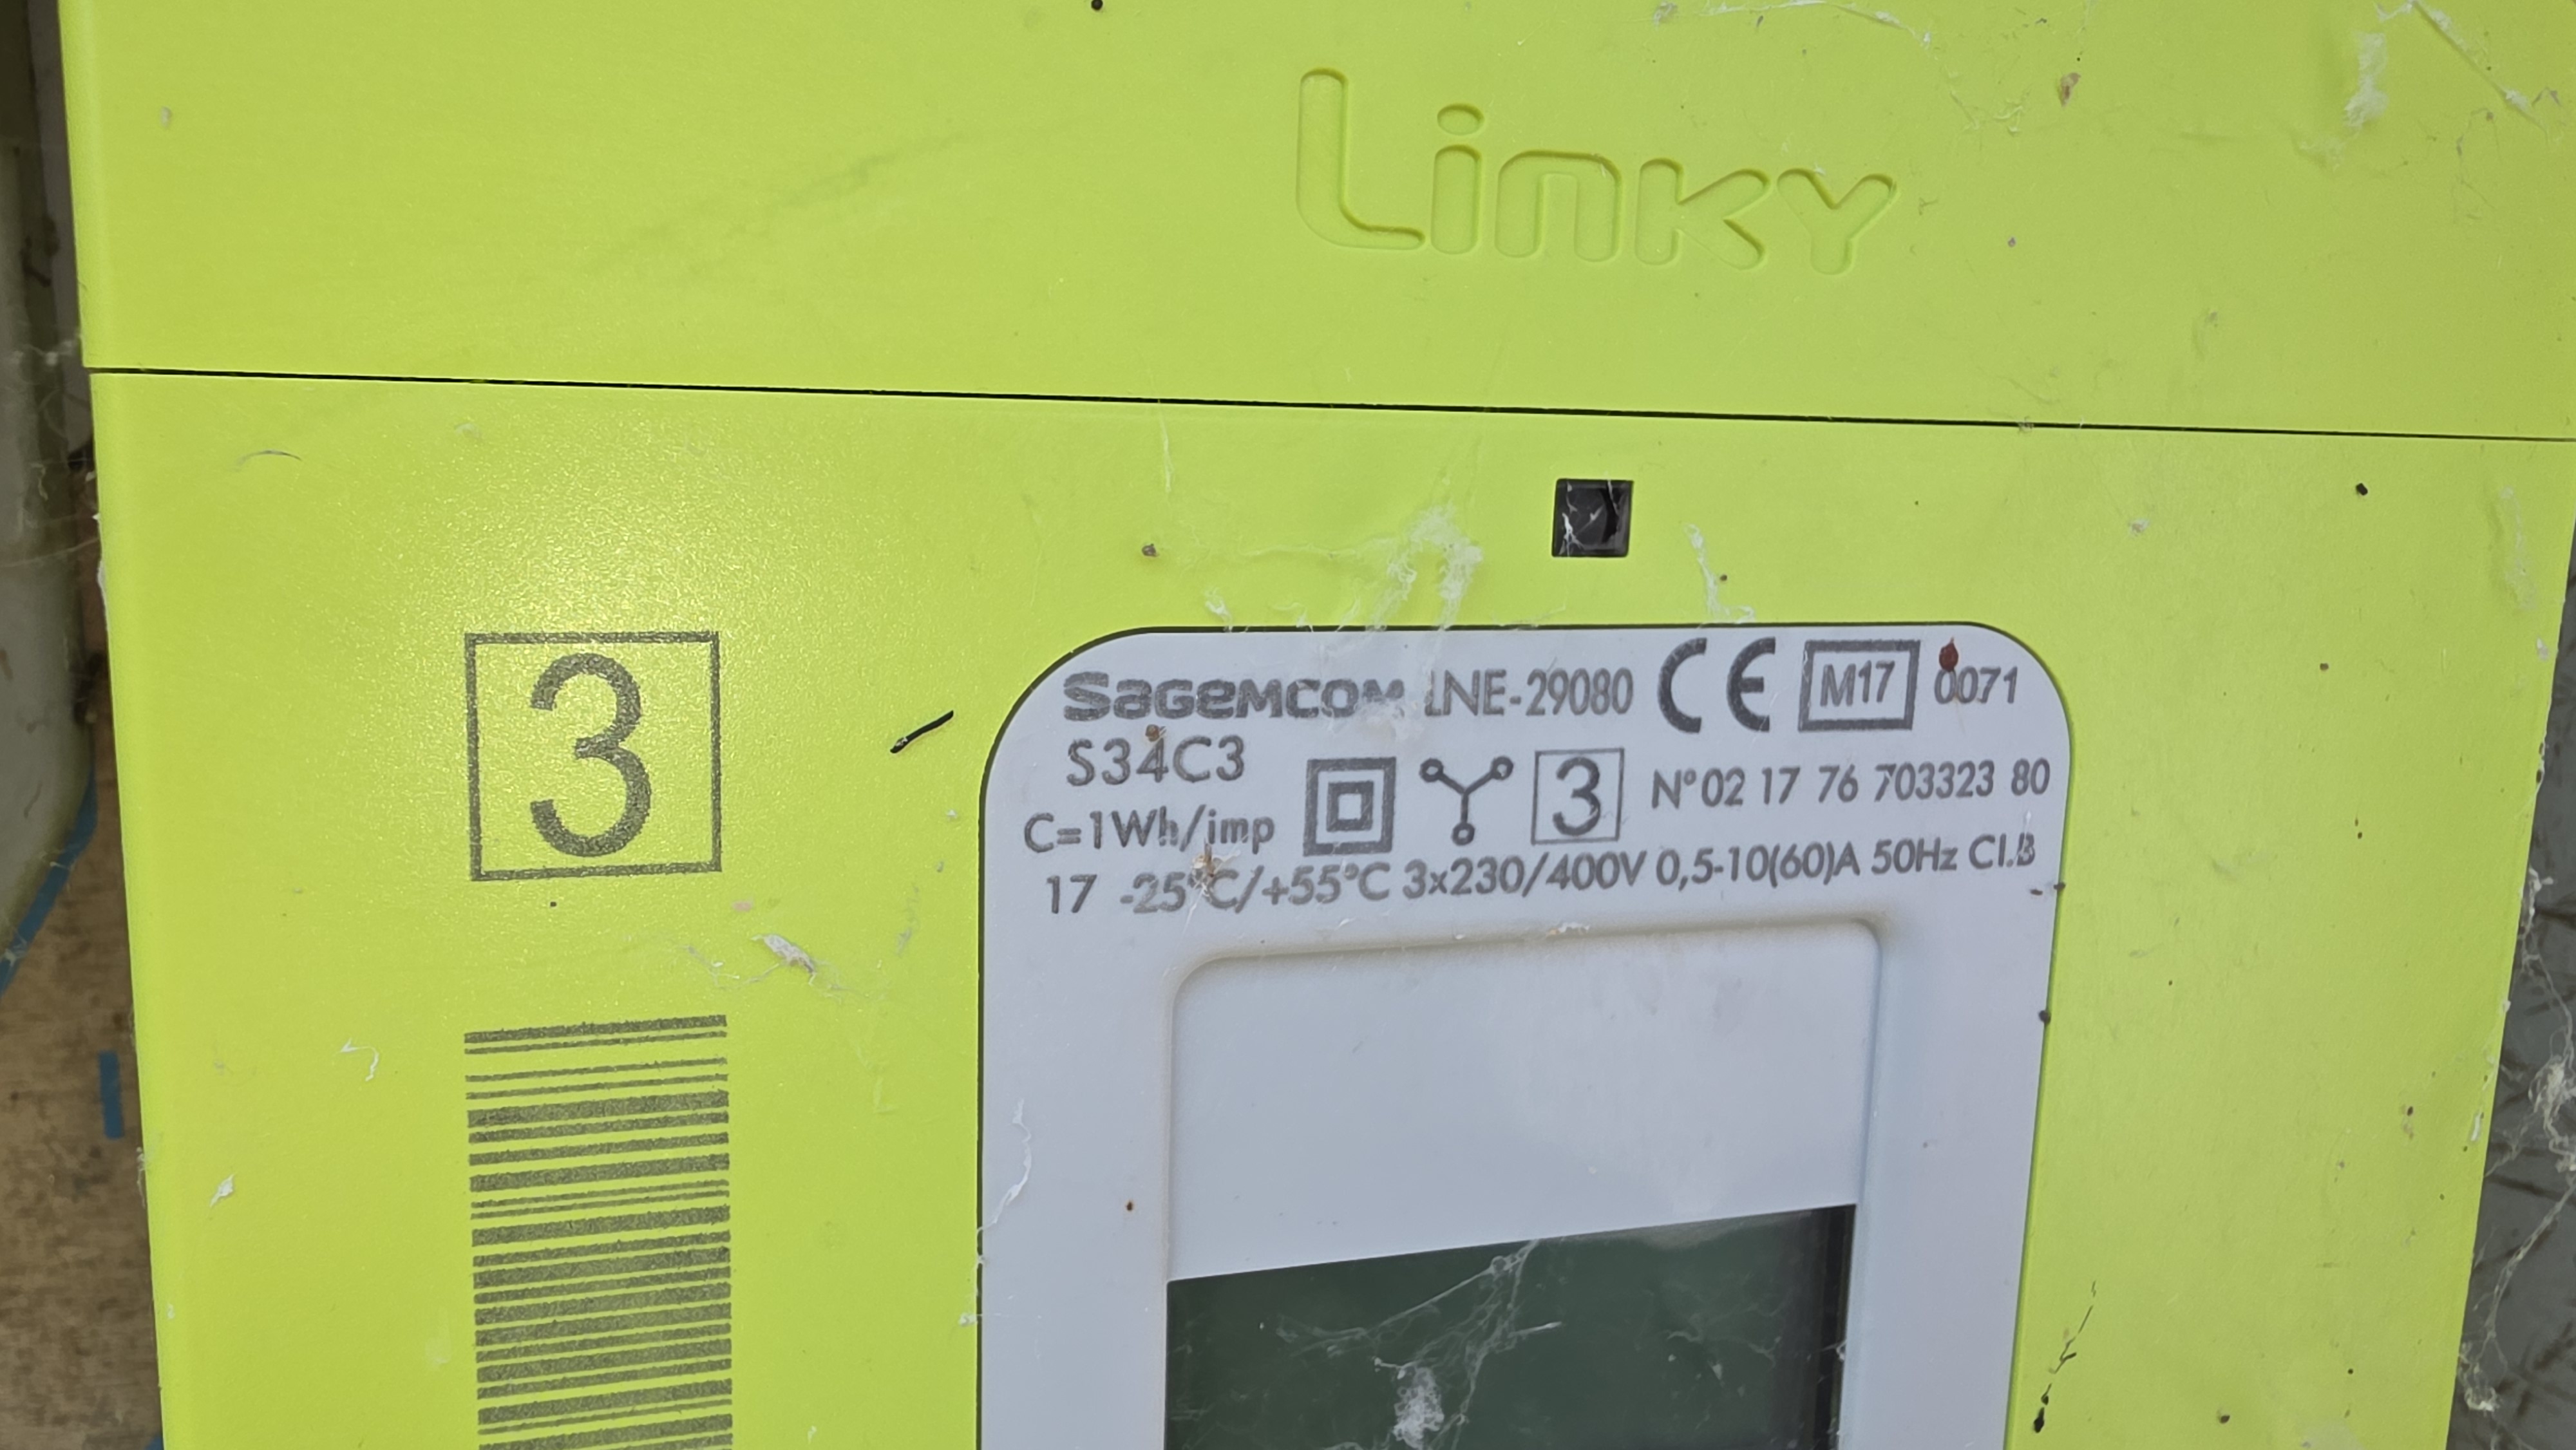 Linky
3
Sagemcom LNE-29080 CE M17 0071
S34C3
3 N°02 17 76 703323 80
C=1Wh/imp
17 -25°C/+55°C 3x230/400V 0,5-10(60)A 50Hz Cl.B